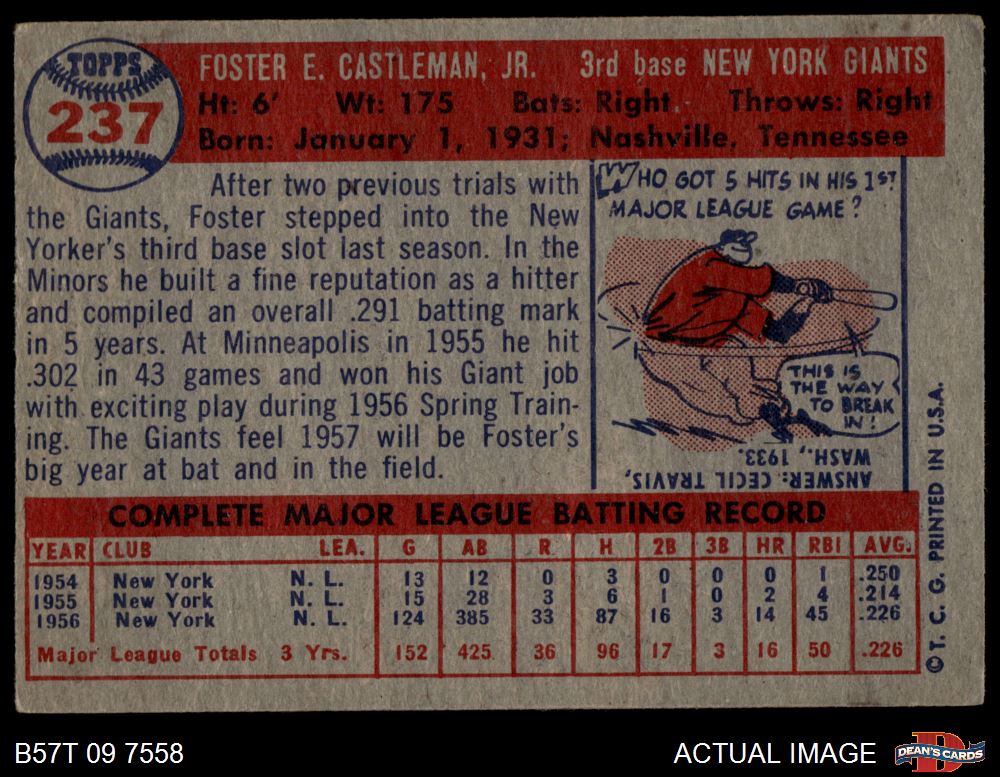 TOPPS
237
FOSTER E. CASTLEMAN, JR. 3rd base NEW YORK GIANTS
Ht: 6' Wt: 175 Bats: Right Throws: Right
Born: January 1, 1931; Nashville, Tennessee
After two previous trials with
the Giants, Foster stepped into the New
Yorker's third base slot last season. In the
Minors he built a fine reputation as a hitter
and compiled an overall .291 batting mark
in 5 years. At Minneapolis in 1955 he hit
.302 in 43 games and won his Giant job
with exciting play during 1956 Spring Train-
ing. The Giants feel 1957 will be Foster's
big year at bat and in the field.
WHO GOT 5 HITS IN HIS 1ST
MAJOR LEAGUE GAME?
THIS IS
THE WAY
TO BREAK
IN!
ANSWER: CECIL TRAVIS,
WASH., 1933.
COMPLETE MAJOR LEAGUE BATTING RECORD
YEAR CLUB LEA. G AB R H 2B 3B HR RBI AVG.
1954 New York N. L. 13 12 0 3 0 0 0 1 .250
1955 New York N. L. 15 28 3 6 1 0 2 4 .214
1956 New York N. L. 124 385 33 87 16 3 14 45 .226
Major League Totals 3 Yrs. 152 425 36 96 17 3 16 50 .226
© T. C. G. PRINTED IN U.S.A.
B57T 09 7558
ACTUAL IMAGE
DEAN'S CARDS